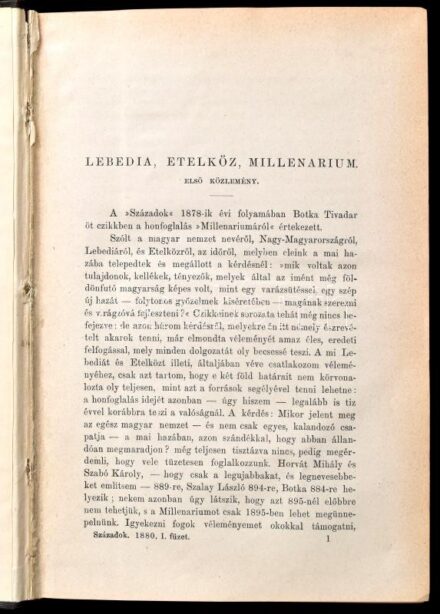 LEBEDIA, ETELKÖZ, MILLENARIUM.
ELSŐ KÖZLEMÉNY.
A »Századok« 1878-ik évi folyamában Botka Tivadar
öt czikkben a honfoglalás »Millenariumáról« értekezett.
Szólt a magyar nemzet nevéről, Nagy-Magyarországról,
Lebediáról, és Etelközről, az időről, melyben eleink a mai ha-
zába telepedtek és megállott a kérdésnél: »mik voltak azon
tulajdonok, kellékek, tényezők, melyek által az imént még föl-
dönfutó magyarság képes volt, mint egy varázsütéssel, egy szép
új hazát — folytonos győzelmek kíséretében — magának szerezni
és virágzóvá fejleszteni?« Czikkeinek sorozata tehát még nincs be-
fejezve: de azon három kérdésről, melyekre én itt némely észrevé-
telt akarok tenni, már elmondta véleményét amaz éles, eredeti
felfogással, mely minden dolgozatát oly becsessé teszi. A mi Le-
bediát és Etelközt illeti, általjában véve csatlakozom vélemé-
nyéhez, csak azt tartom, hogy e két föld határait nem körvona-
lozta oly teljesen, mint azt a források segélyével tenni lehetne:
a honfoglalás idejét azonban — úgy hiszem — legalább is tíz
évvel korábbra teszi a valóságnál. A kérdés: Mikor jelent meg
az egész magyar nemzet — és nem csak egyes, kalandozó csa-
patja — a mai hazában, azon szándékkal, hogy abban állan-
dóan megmaradjon? még teljesen tisztázva nincs, pedig megér-
demli, hogy vele tüzetesen foglalkozzunk. Horvát Mihály és
Szabó Károly, — hogy csak a legujabbakat, és legnevesebbe-
ket említsem — 889-re, Szalay László 894-re, Botka 884-re he-
lyezik; nekem azonban úgy látszik, hogy azt 895-nél előbbre
nem tehetjük, s a Millenariumot csak 1895-ben lehet megünne-
pelnünk. Igyekezni fogok véleményemet okokkal támogatni,
Századok. 1880. I. füzet.
1